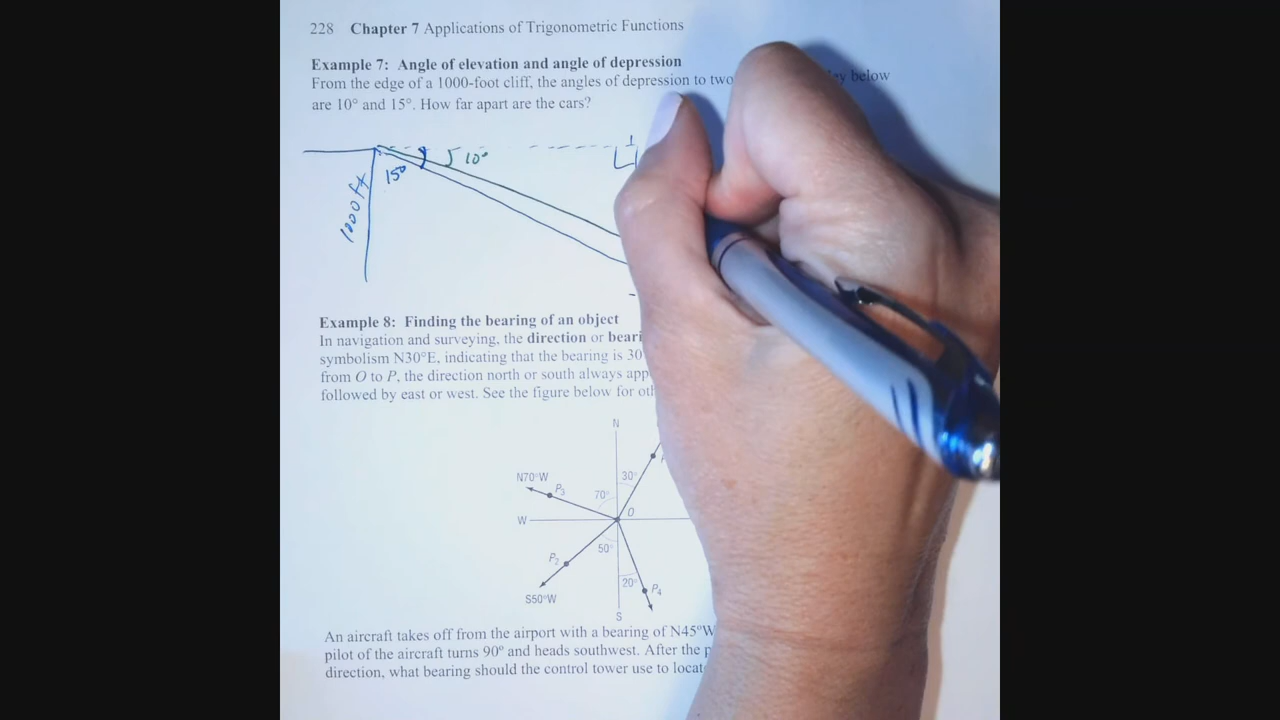 228 Chapter 7 Applications of Trigonometric Functions
Example 7: Angle of elevation and angle of depression
From the edge of a 1000-foot cliff, the angles of depression to two below
are 10° and 15°. How far apart are the cars?
10°
15°
1000 ft
Example 8: Finding the bearing of an object
In navigation and surveying, the direction or
symbolism N30°E, indicating that the bearing is 30
from O to P, the direction north or south always
followed by east or west. See the figure below for
N
30°
N70°W
P3
70°
W
O
50°
P2
20°
P4
S50°W
S
An aircraft takes off from the airport with a bearing of N45°W
pilot of the aircraft turns 90° and heads southwest. After the
direction, what bearing should the control tower use to